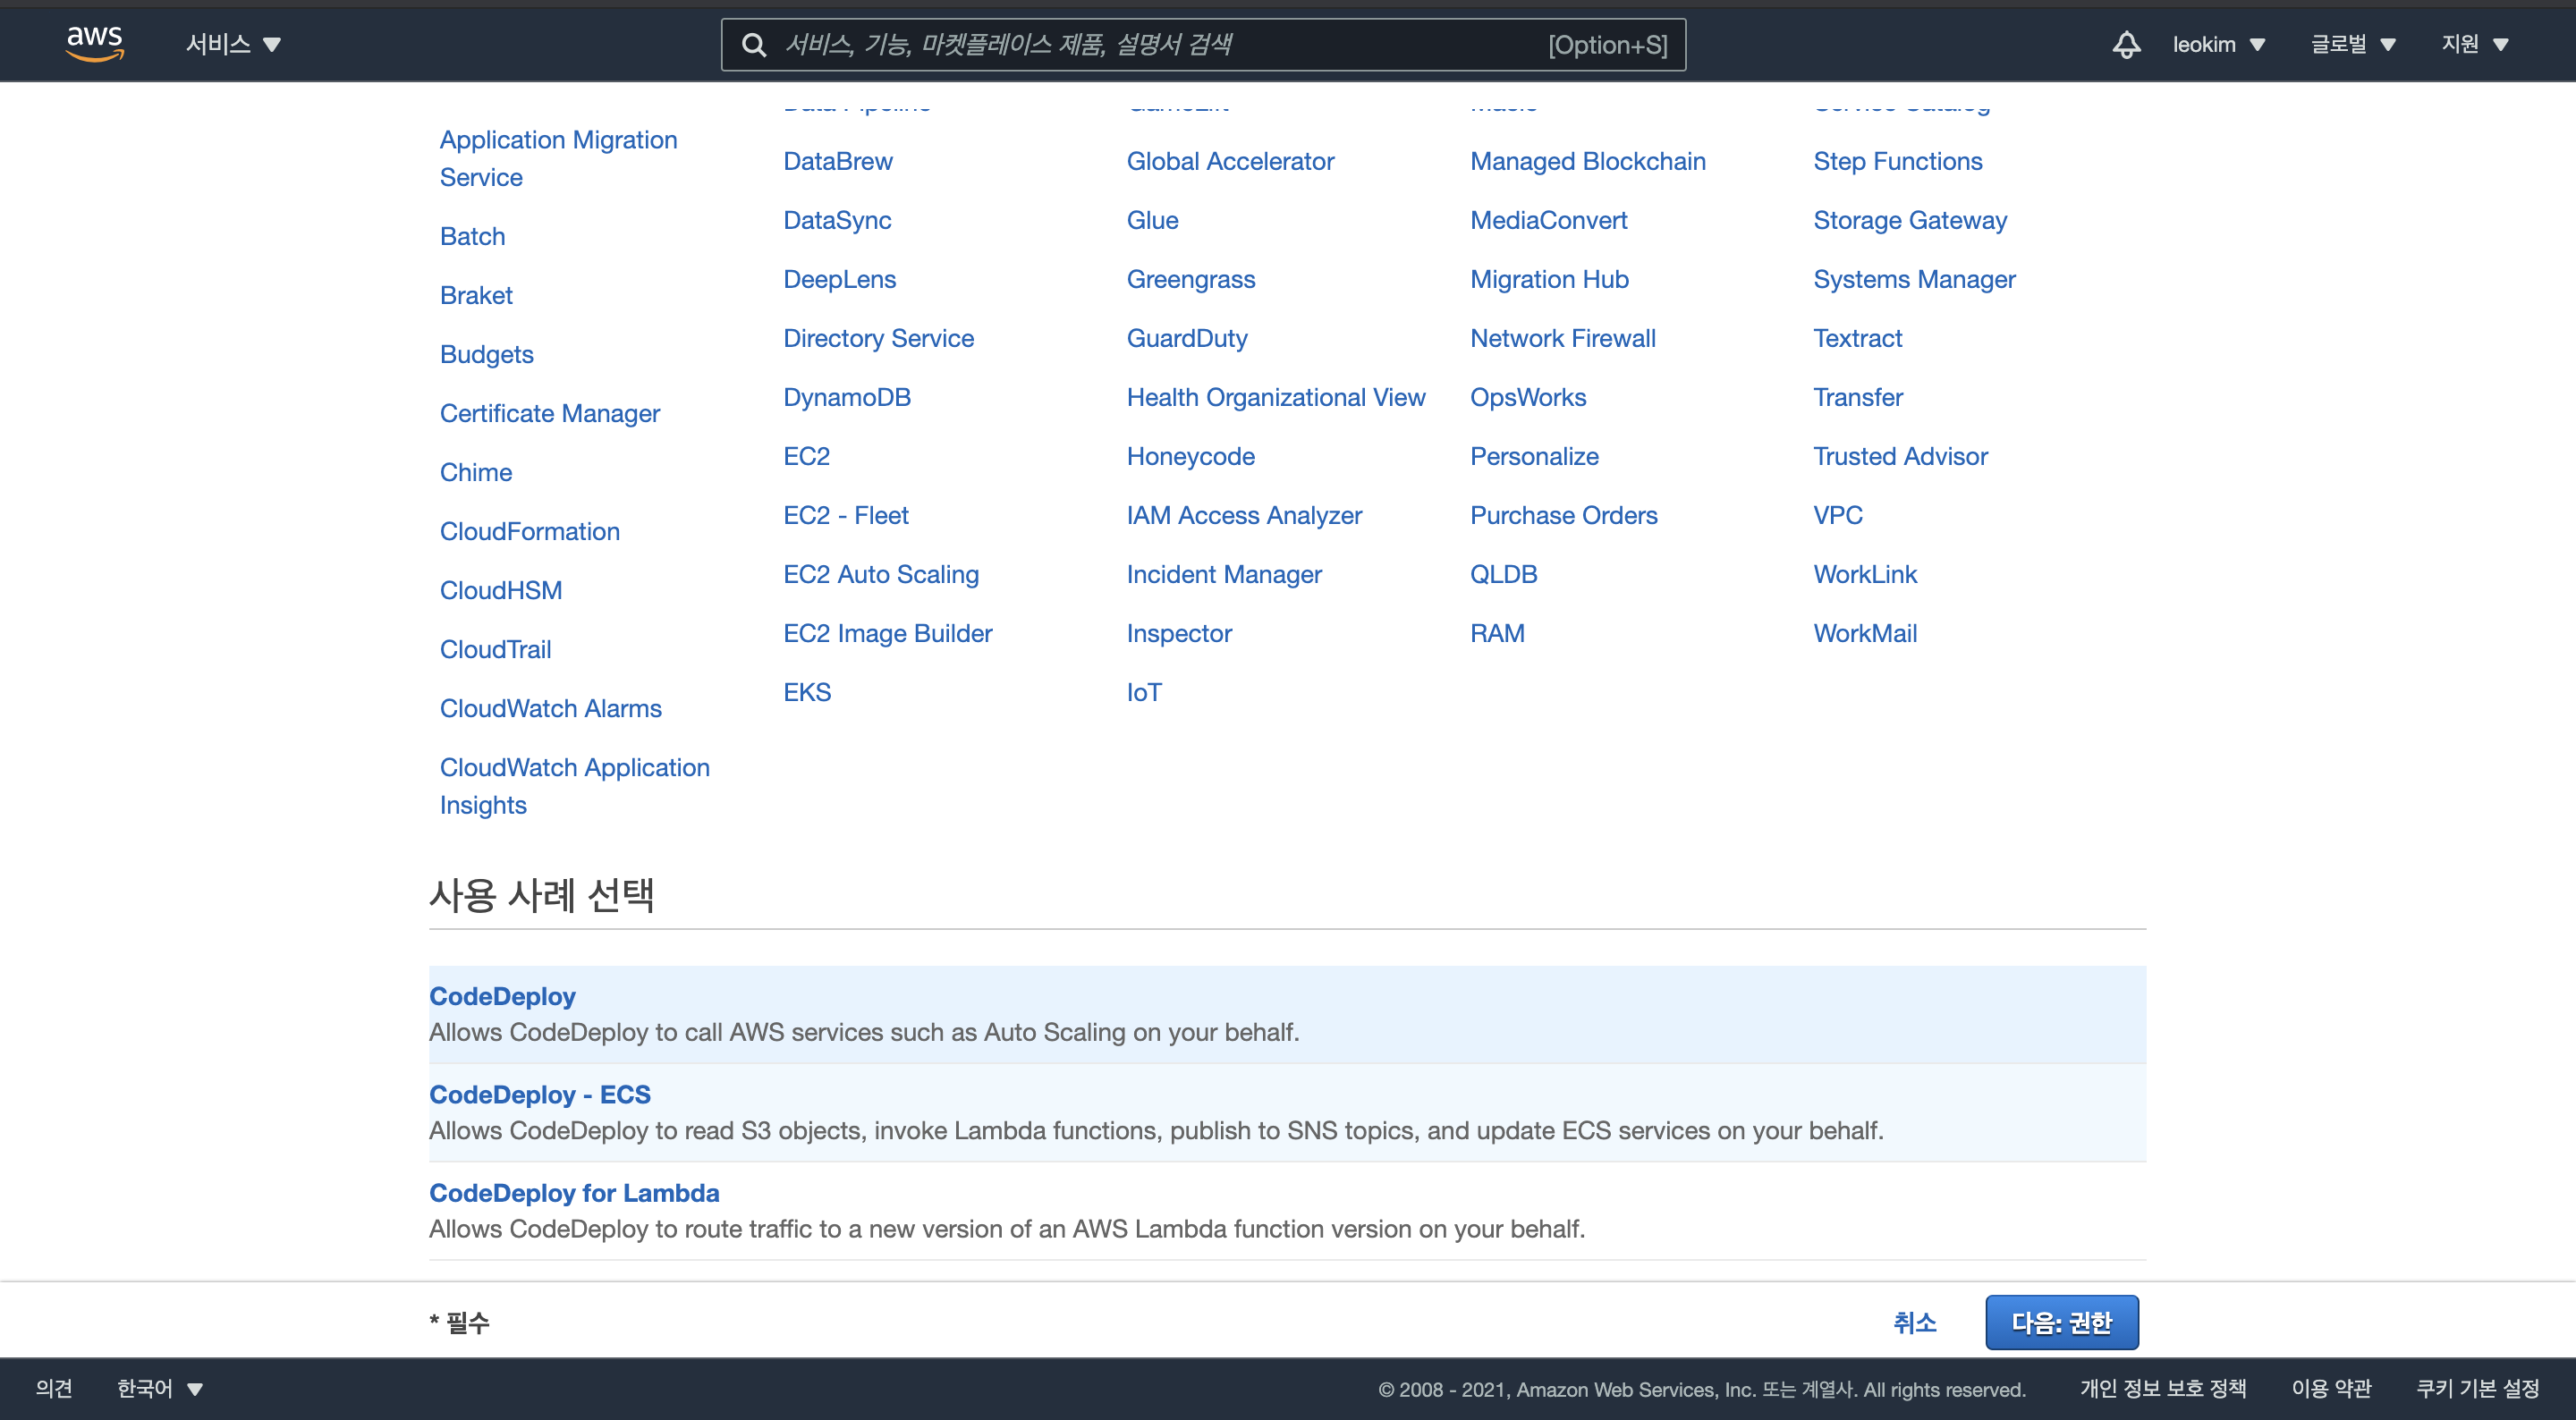 aws
서비스
서비스, 기능, 마켓플레이스 제품, 설명서 검색
[Option+S]
leokim
글로벌
지원
Application Migration
Service
Batch
Braket
Budgets
Certificate Manager
Chime
CloudFormation
CloudHSM
CloudTrail
CloudWatch Alarms
CloudWatch Application
Insights
Data Pipeline
DataBrew
DataSync
DeepLens
Directory Service
DynamoDB
EC2
EC2 - Fleet
EC2 Auto Scaling
EC2 Image Builder
EKS
GameLift
Global Accelerator
Glue
Greengrass
GuardDuty
Health Organizational View
Honeycode
IAM Access Analyzer
Incident Manager
Inspector
IoT
Macie
Managed Blockchain
MediaConvert
Migration Hub
Network Firewall
OpsWorks
Personalize
Purchase Orders
QLDB
RAM
Service Catalog
Step Functions
Storage Gateway
Systems Manager
Textract
Transfer
Trusted Advisor
VPC
WorkLink
WorkMail
사용 사례 선택
CodeDeploy
Allows CodeDeploy to call AWS services such as Auto Scaling on your behalf.
CodeDeploy - ECS
Allows CodeDeploy to read S3 objects, invoke Lambda functions, publish to SNS topics, and update ECS services on your behalf.
CodeDeploy for Lambda
Allows CodeDeploy to route traffic to a new version of an AWS Lambda function version on your behalf.
* 필수
취소
다음: 권한
의견
한국어
© 2008 - 2021, Amazon Web Services, Inc. 또는 계열사. All rights reserved.
개인 정보 보호 정책
이용 약관
쿠키 기본 설정